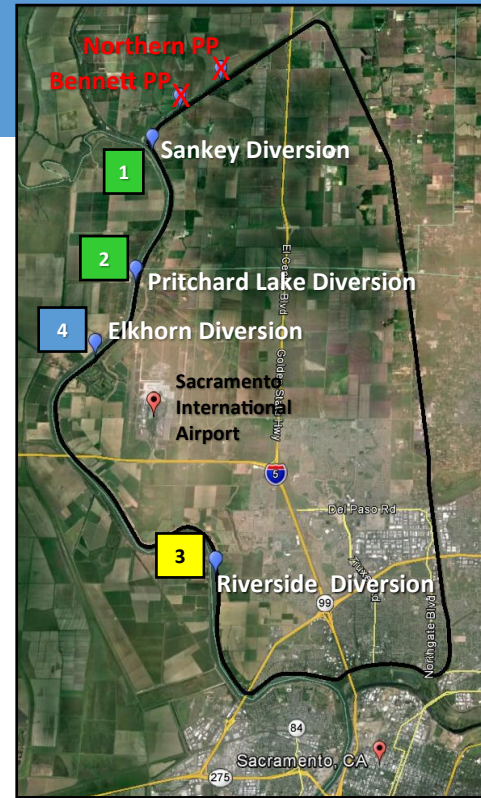 Northern PP
Bennett PP
Sankey Diversion
1
2
Pritchard Lake Diversion
4
Elkhorn Diversion
El Centro Blvd
Golden State Hwy
Sacramento
International
Airport
5
Del Paso Rd
3
Riverside Diversion
99
Northgate Blvd
84
Sacramento, CA
275